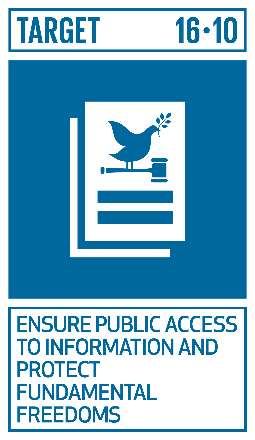 TARGET 16·10
ENSURE PUBLIC ACCESS
TO INFORMATION AND
PROTECT
FUNDAMENTAL
FREEDOMS